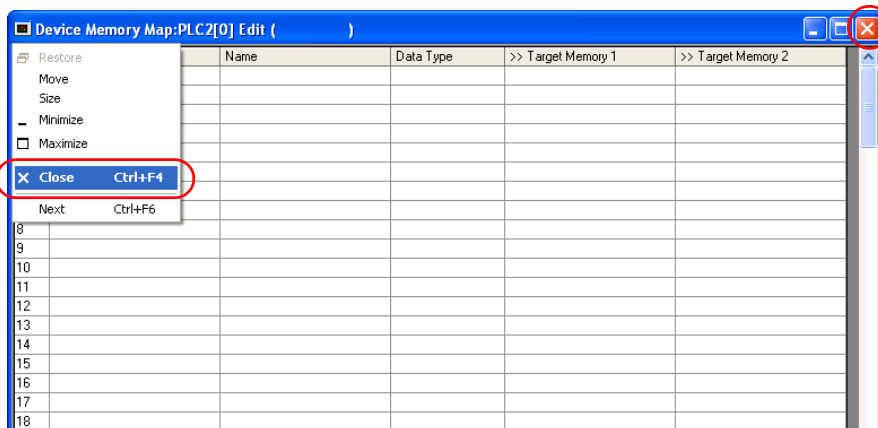 Device Memory Map:PLC2[0] Edit ( )
Name Data Type >> Target Memory 1 >> Target Memory 2
Restore
Move
Size
Minimize
Maximize
Close Ctrl+F4
Next Ctrl+F6
8
9
10
11
12
13
14
15
16
17
18